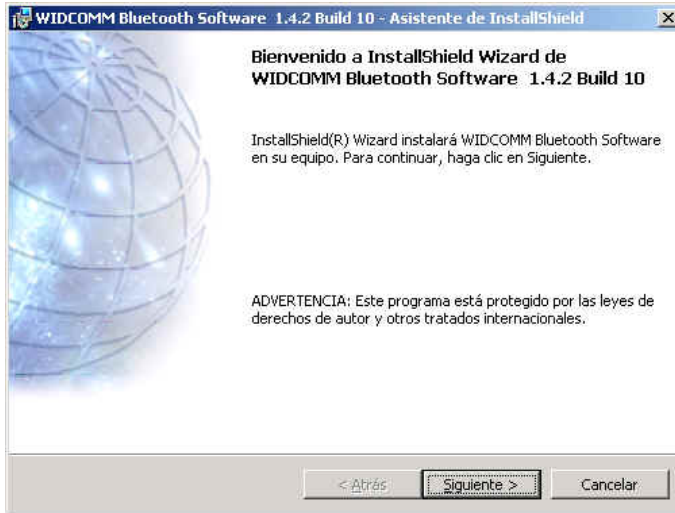 WIDCOMM Bluetooth Software 1.4.2 Build 10 - Asistente de InstallShield
Bienvenido a InstallShield Wizard de
WIDCOMM Bluetooth Software 1.4.2 Build 10
InstallShield(R) Wizard instalará WIDCOMM Bluetooth Software
en su equipo. Para continuar, haga clic en Siguiente.
ADVERTENCIA: Este programa está protegido por las leyes de
derechos de autor y otros tratados internacionales.
< Atrás
Siguiente >
Cancelar